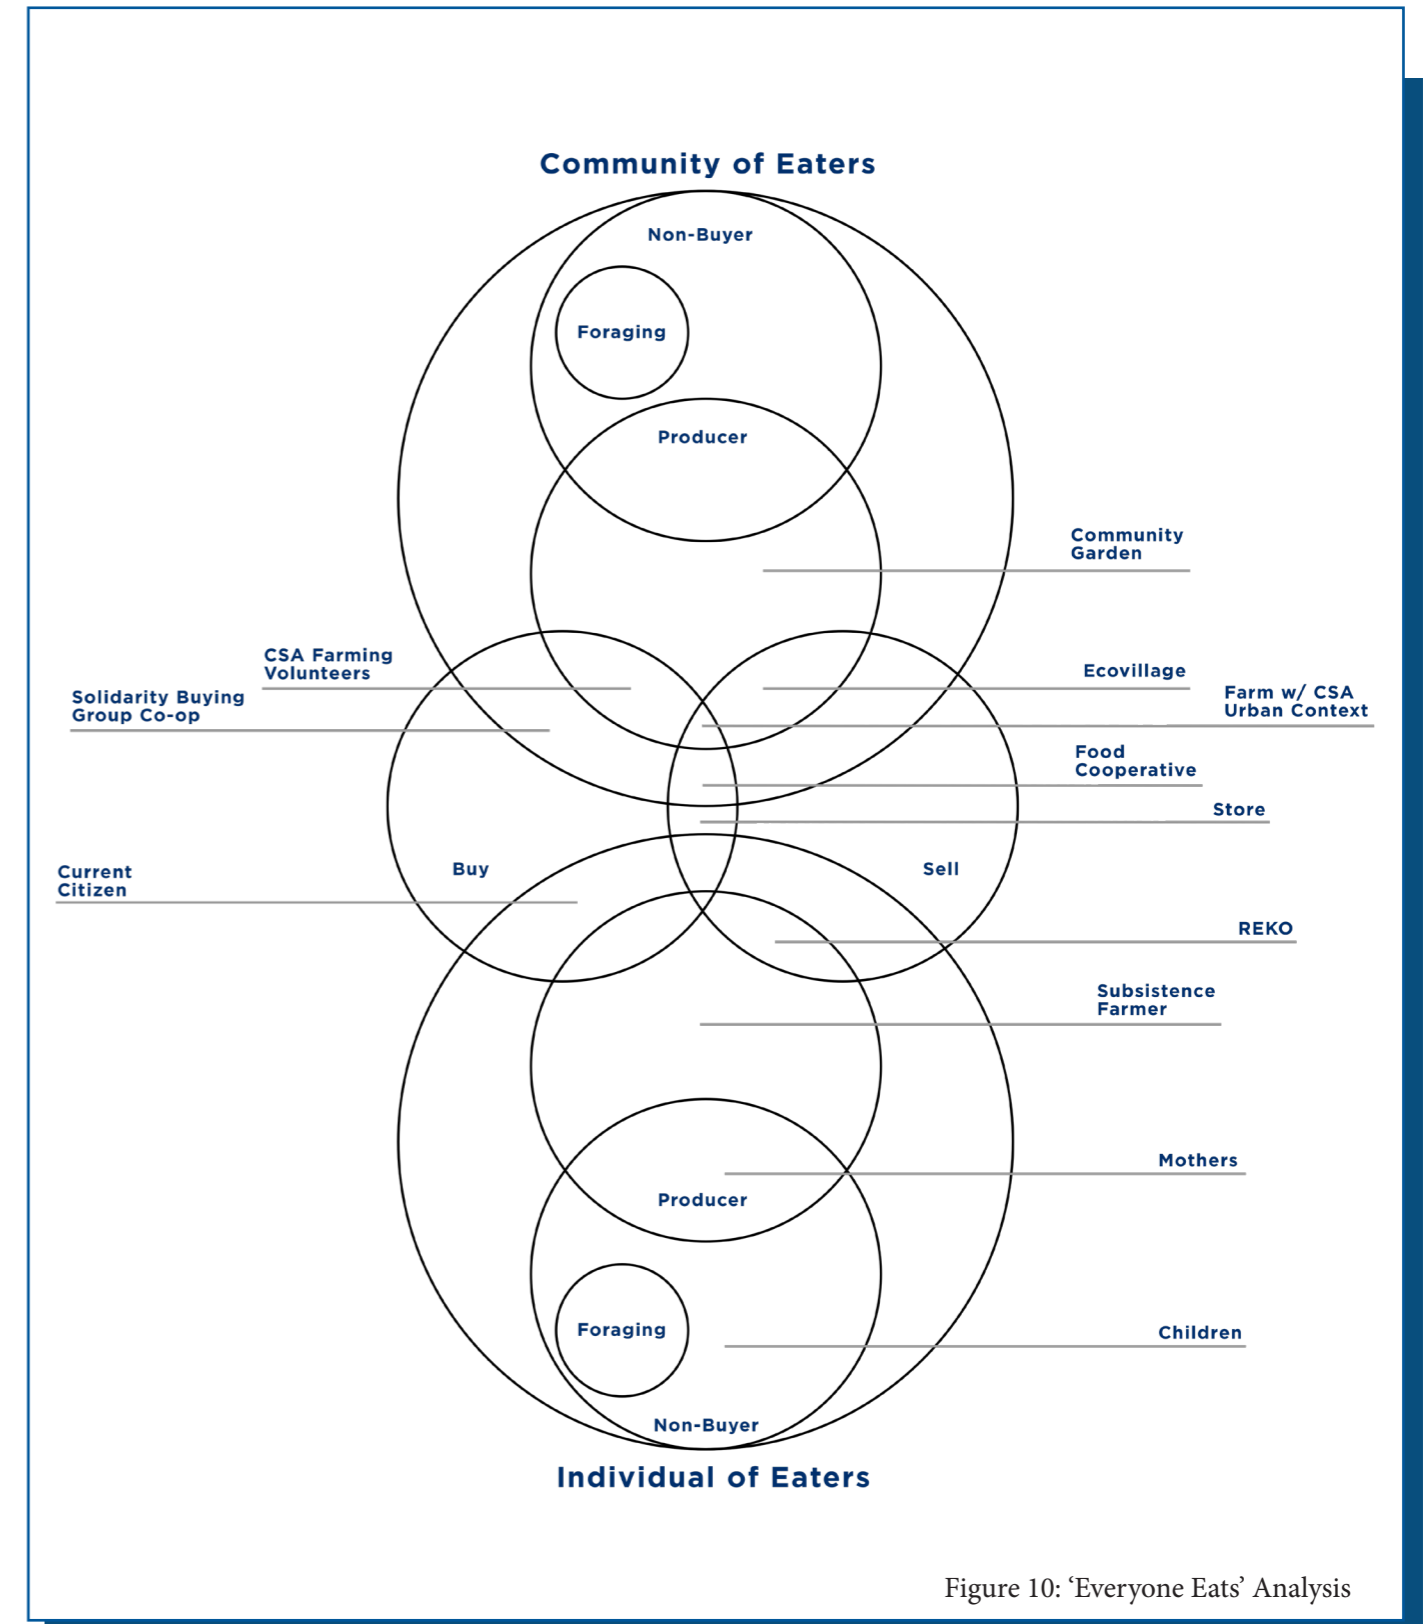 Community of Eaters
Non-Buyer
Foraging
Producer
Community
Garden
CSA Farming
Volunteers
Solidarity Buying
Group Co-op
Ecovillage
Farm w/ CSA
Urban Context
Food
Cooperative
Store
Buy
Sell
Current
Citizen
REKO
Subsistence
Farmer
Mothers
Producer
Foraging
Children
Non-Buyer
Individual of Eaters
Figure 10: ‘Everyone Eats’ Analysis